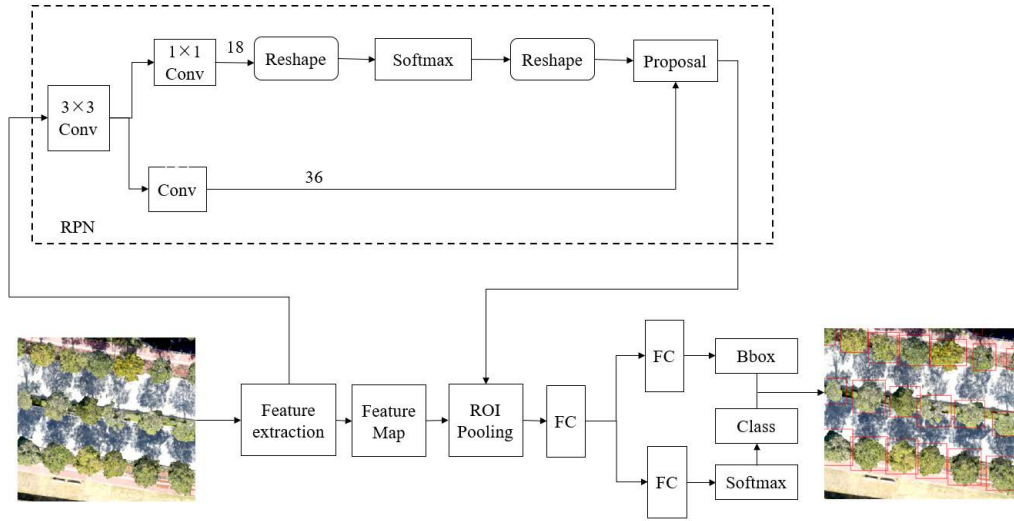 1×1
Conv
18
Reshape
Softmax
Reshape
Proposal
3×3
Conv
Conv
36
RPN
Feature
extraction
Feature
Map
ROI
Pooling
FC
FC
Bbox
Class
FC
Softmax